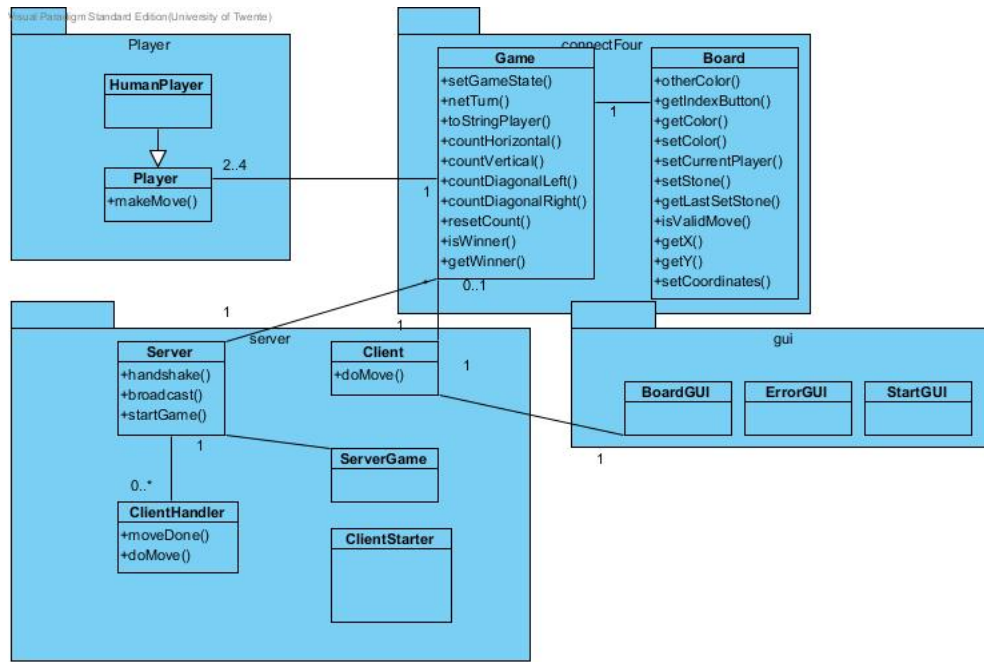 Visual Paradigm Standard Edition(University of Twente)
Player
HumanPlayer
Player
+makeMove()
2..4
1
connectFour
Game
+setGameState()
+netTurn()
+toStringPlayer()
+countHorizontal()
+countVertical()
+countDiagonalLeft()
+countDiagonalRight()
+resetCount()
+isWinner()
+getWinner()
1
Board
+otherColor()
+getIndexButton()
+getColor()
+setColor()
+setCurrentPlayer()
+setStone()
+getLastSetStone()
+isValidMove()
+getX()
+getY()
+setCoordinates()
*
0..1
1
1
server
Server
+handshake()
+broadcast()
+startGame()
Client
+doMove()
1
1
0..*
ServerGame
ClientHandler
+moveDone()
+doMove()
ClientStarter
gui
BoardGUI
ErrorGUI
StartGUI
1